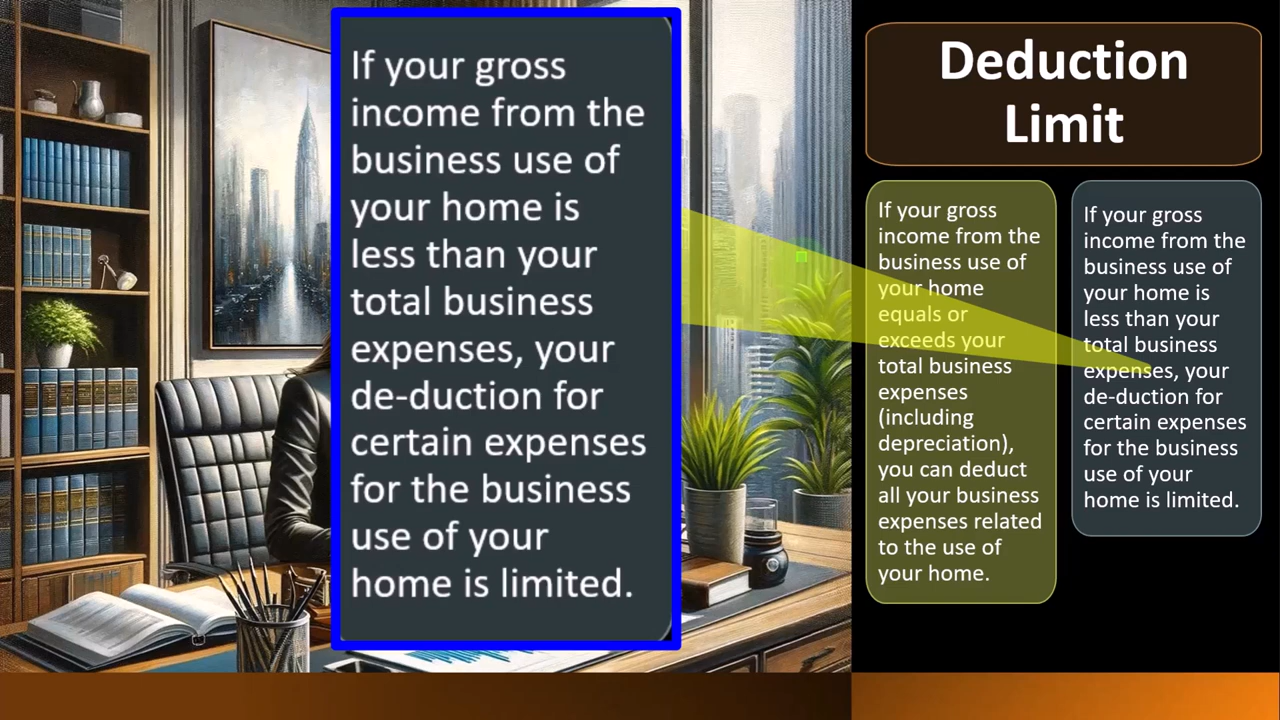 If your gross
income from the
business use of
your home is
less than your
total business
expenses, your
de-duction for
certain expenses
for the business
use of your
home is limited.
Deduction
Limit
If your gross
income from the
business use of
your home
equals or
exceeds your
total business
expenses
(including
depreciation),
you can deduct
all your business
expenses related
to the use of
your home.
If your gross
income from the
business use of
your home is
less than your
total business
expenses, your
de-duction for
certain expenses
for the business
use of your
home is limited.